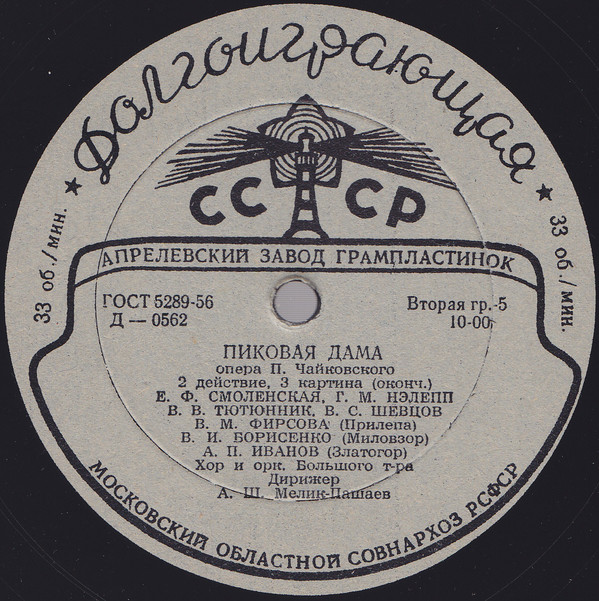 Долгоиграющая
★ 33 об./мин.
★ 33 об./мин.
СССР
АПРЕЛЕВСКИЙ ЗАВОД ГРАМПЛАСТИНОК
ГОСТ 5289-56
Д — 0562
Вторая гр.-5
10-00
ПИКОВАЯ ДАМА
опера П. Чайковского
2 действие, 3 картина (оконч.)
Е. Ф. СМОЛЕНСКАЯ, Г. М. НЭЛЕПП
В. В. ТЮТЮННИК, В. С. ШЕВЦОВ
В. М. ФИРСОВА (Прилепа)
В. И. БОРИСЕНКО (Миловзор)
А. П. ИВАНОВ (Златогор)
Хор и орк. Большого т-ра
Дирижер
А. Ш. Мелик-Пашаев
МОСКОВСКИЙ ОБЛАСТНОЙ СОВНАРХОЗ РСФСР